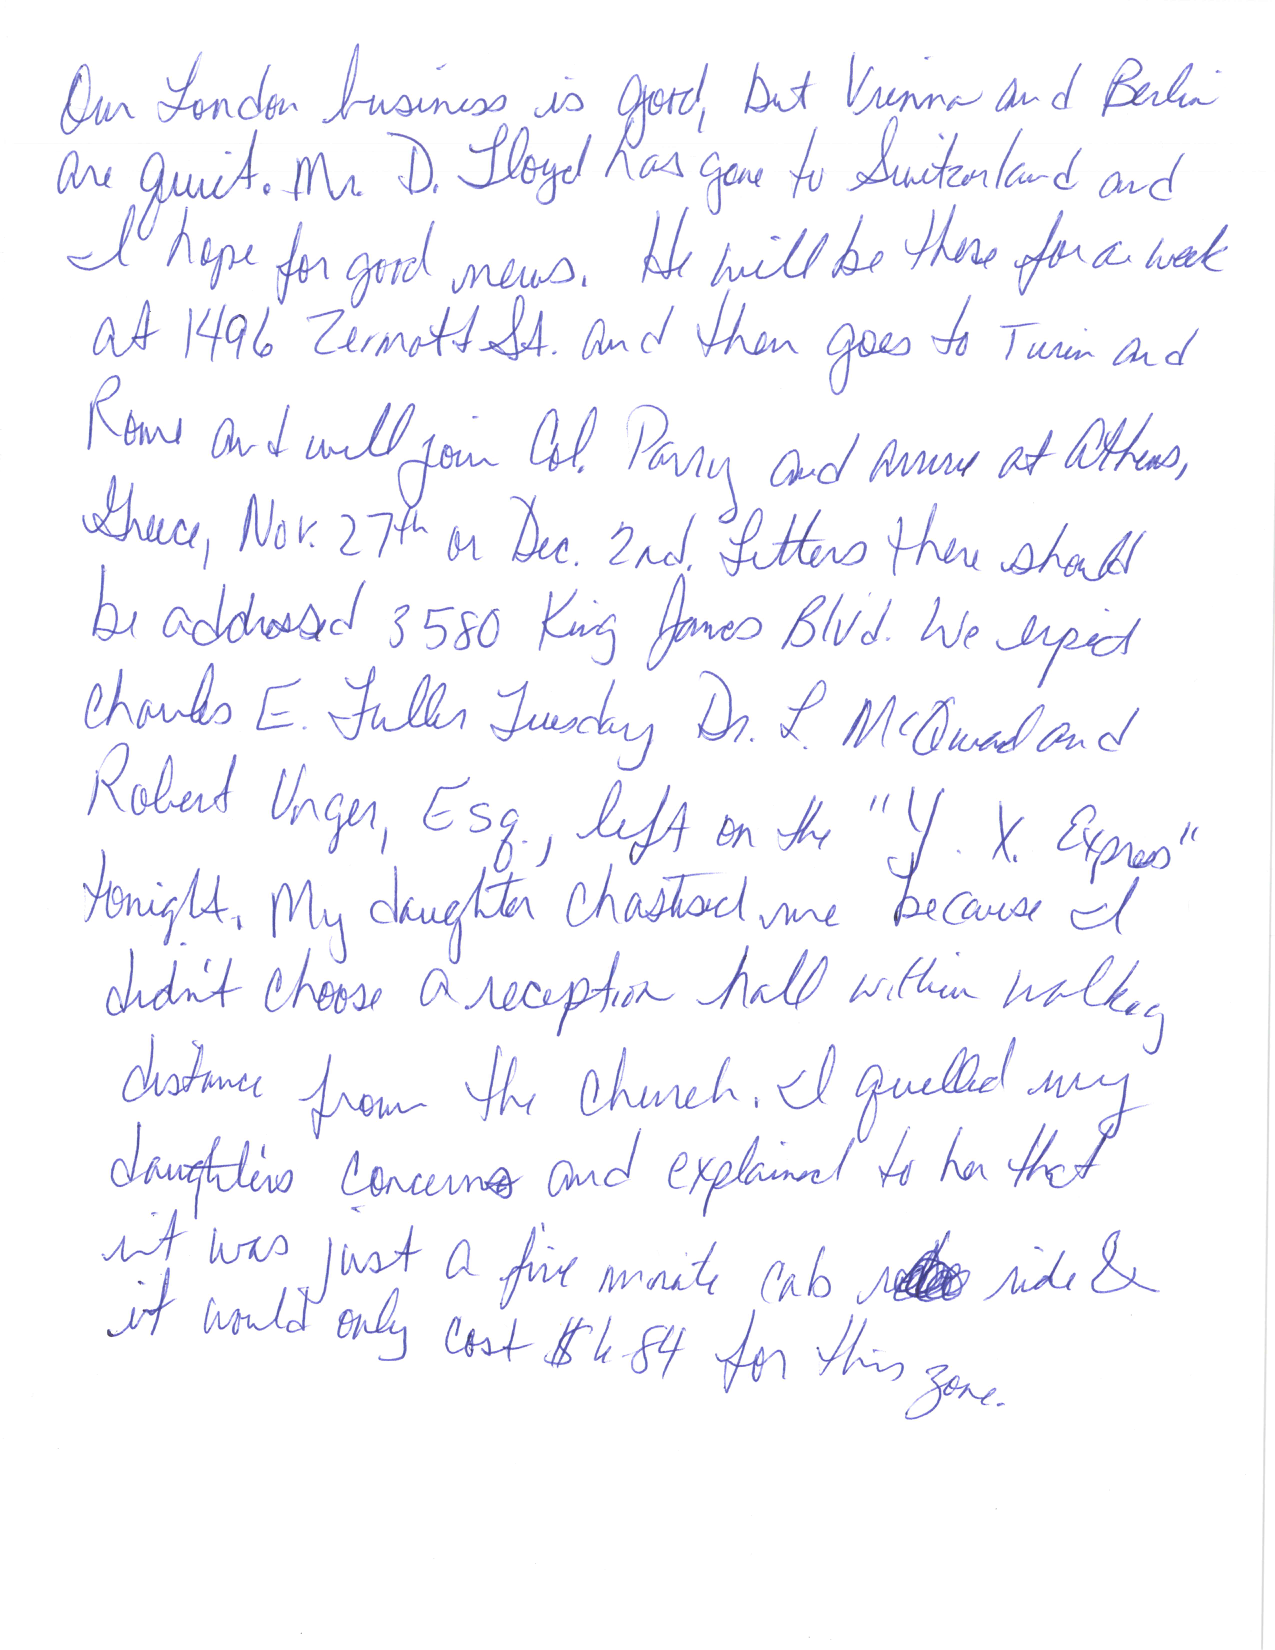 Our London business is good, but Vienna and Berlin
are quiet. Mr. D. Lloyd has gone to Switzerland and
I hope for good news. He will be there for a week
at 1496 Zermott St. and then goes to Turin and
Rome and will join Col. Parry and arrive at Athens,
Greece, Nov. 27th or Dec. 2nd. Letters there should
be addressed 3580 King James Blvd. We expect
Charles E. Fuller Tuesday Dr. L. McQuaid and
Robert Unger, Esq., left on the "Y. X. Express"
tonight. My daughter chastised me because I
didn't choose a reception hall within walking
distance from the church. I quelled my
daughter's concerns and explained to her that
it was just a five minute cab ride &
it would only cost $6.84 for this zone.